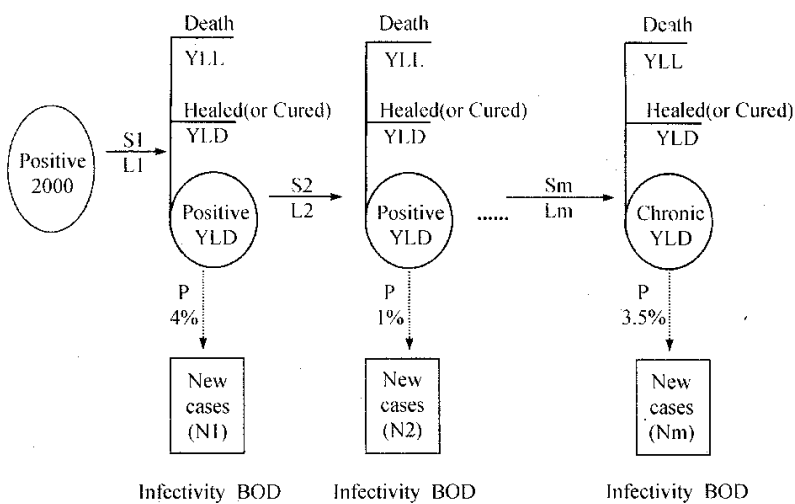 Death
YLL
Healed(or Cured)
YLD
Positive
2000
S1
L1
Positive
YLD
P
4%
New
cases
(N1)
Infectivity BOD
Death
YLL
Healed(or Cured)
YLD
S2
L2
Positive
YLD
P
1%
New
cases
(N2)
Infectivity BOD
......
Death
YLL
Healed(or Cured)
YLD
Sm
Lm
Chronic
YLD
P
3.5%
New
cases
(Nm)
Infectivity BOD